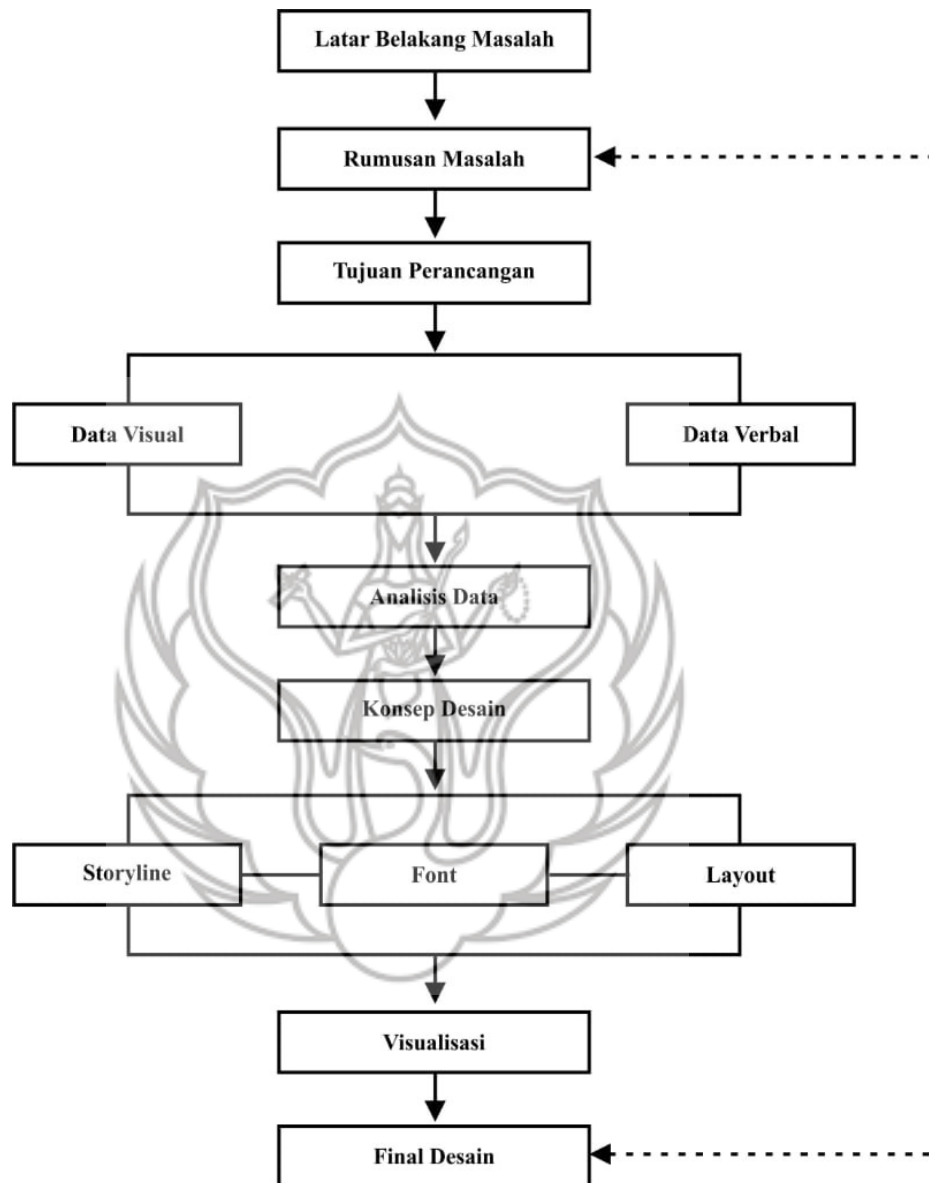 Latar Belakang Masalah
Rumusan Masalah
Tujuan Perancangan
Data Visual
Data Verbal
Analisis Data
Konsep Desain
Storyline
Font
Layout
Visualisasi
Final Desain